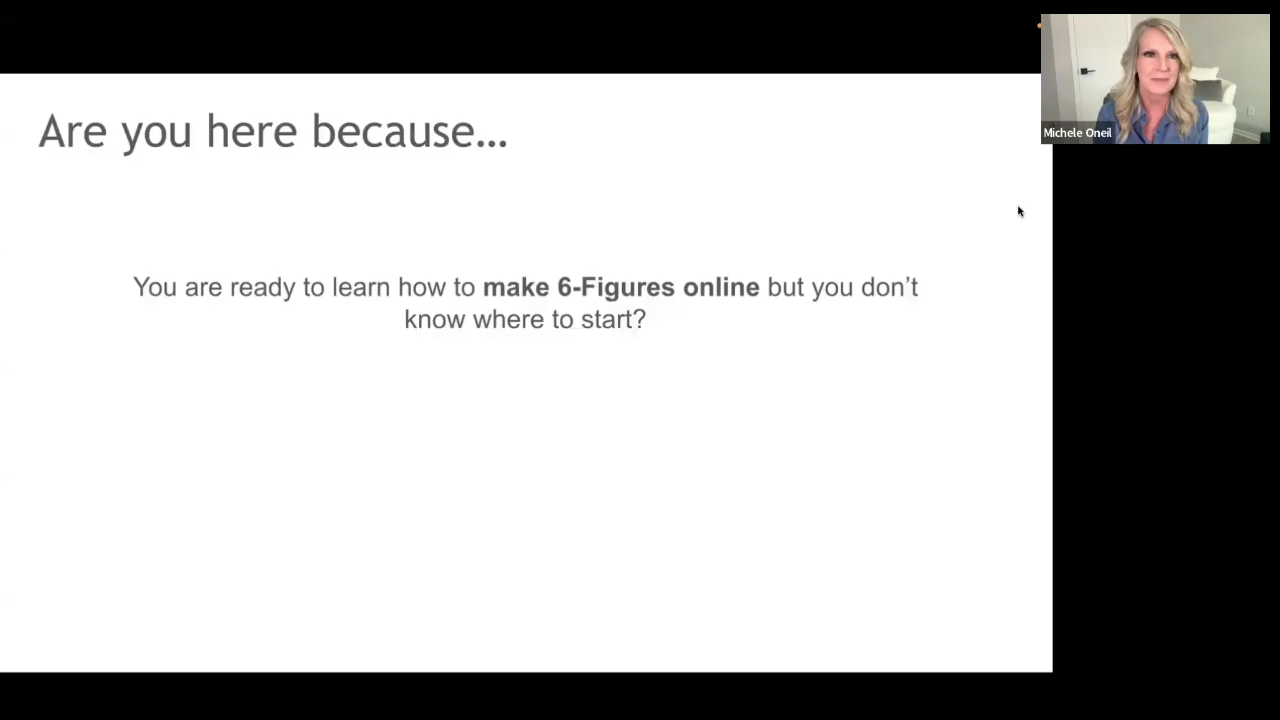 Are you here because…
Michele Oneil
You are ready to learn how to make 6-Figures online but you don’t
know where to start?